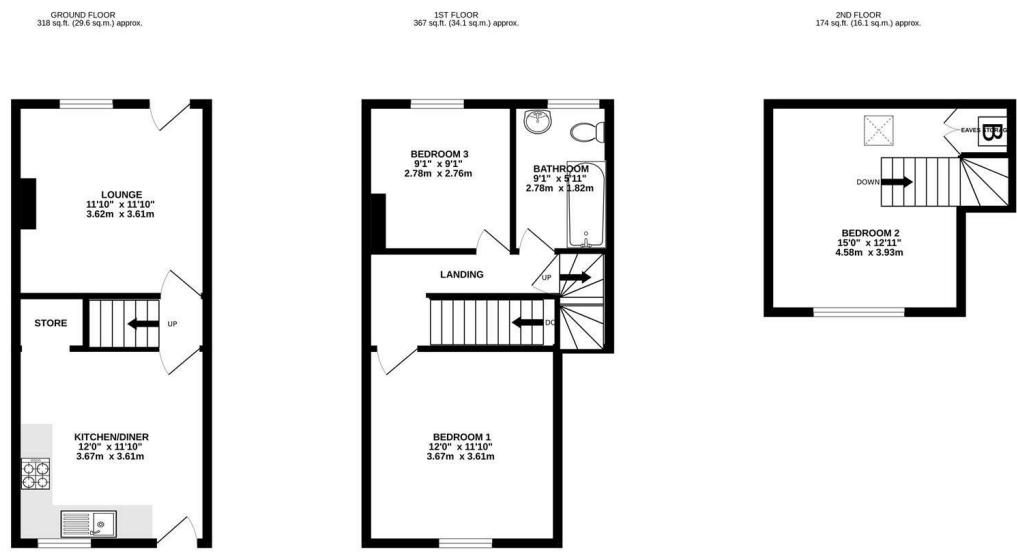 GROUND FLOOR
318 sq.ft. (29.6 sq.m.) approx.
1ST FLOOR
367 sq.ft. (34.1 sq.m.) approx.
2ND FLOOR
174 sq.ft. (16.1 sq.m.) approx.
LOUNGE
11'10" x 11'10"
3.62m x 3.61m
STORE
UP
KITCHEN/DINER
12'0" x 11'10"
3.67m x 3.61m
BEDROOM 3
9'1" x 9'1"
2.78m x 2.76m
BATHROOM
9'1" x 5'11"
2.78m x 1.82m
LANDING
UP
DO
BEDROOM 1
12'0" x 11'10"
3.67m x 3.61m
B
EAVES STORAG
DOWN
BEDROOM 2
15'0" x 12'11"
4.58m x 3.93m